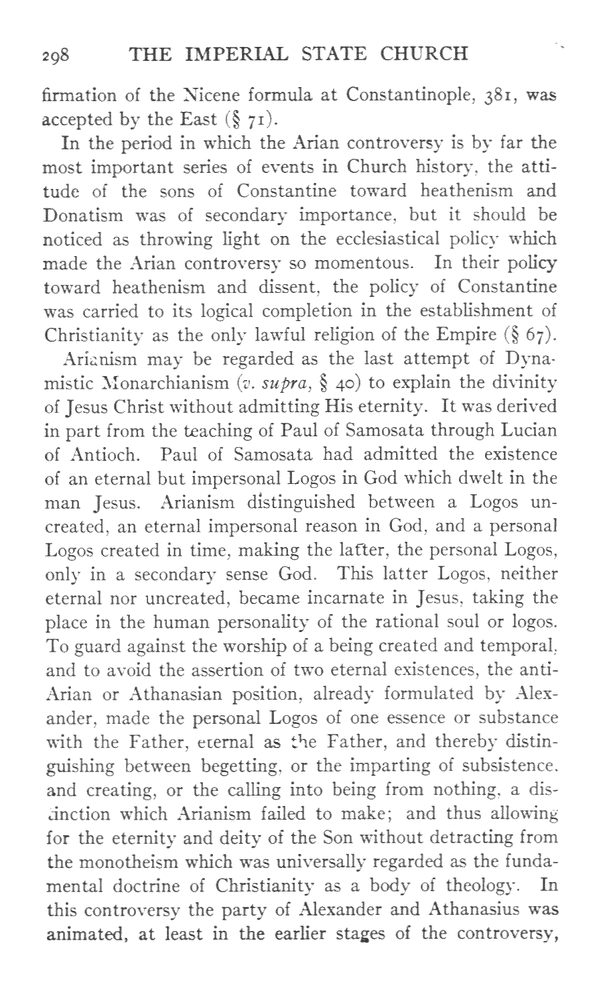 298 THE IMPERIAL STATE CHURCH
firmation of the Nicene formula at Constantinople, 381, was
accepted by the East (§ 71).
In the period in which the Arian controversy is by far the
most important series of events in Church history, the atti-
tude of the sons of Constantine toward heathenism and
Donatism was of secondary importance, but it should be
noticed as throwing light on the ecclesiastical policy which
made the Arian controversy so momentous. In their policy
toward heathenism and dissent, the policy of Constantine
was carried to its logical completion in the establishment of
Christianity as the only lawful religion of the Empire (§ 67).
Arianism may be regarded as the last attempt of Dyna-
mistic Monarchianism (v. supra, § 40) to explain the divinity
of Jesus Christ without admitting His eternity. It was derived
in part from the teaching of Paul of Samosata through Lucian
of Antioch. Paul of Samosata had admitted the existence
of an eternal but impersonal Logos in God which dwelt in the
man Jesus. Arianism distinguished between a Logos un-
created, an eternal impersonal reason in God, and a personal
Logos created in time, making the latter, the personal Logos,
only in a secondary sense God. This latter Logos, neither
eternal nor uncreated, became incarnate in Jesus, taking the
place in the human personality of the rational soul or logos.
To guard against the worship of a being created and temporal,
and to avoid the assertion of two eternal existences, the anti-
Arian or Athanasian position, already formulated by Alex-
ander, made the personal Logos of one essence or substance
with the Father, eternal as the Father, and thereby distin-
guishing between begetting, or the imparting of subsistence,
and creating, or the calling into being from nothing, a dis-
tinction which Arianism failed to make; and thus allowing
for the eternity and deity of the Son without detracting from
the monotheism which was universally regarded as the funda-
mental doctrine of Christianity as a body of theology. In
this controversy the party of Alexander and Athanasius was
animated, at least in the earlier stages of the controversy,